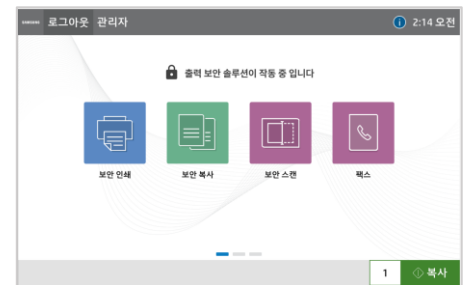 SAMSUNG 로그아웃 관리자 2:14 오전
출력 보안 솔루션이 작동 중 입니다
보안 인쇄 보안 복사 보안 스캔 팩스
1 복사